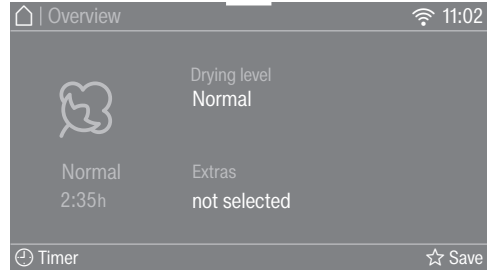 | Overview
11:02
Drying level
Normal
Normal
2:35h
Extras
not selected
Timer
Save